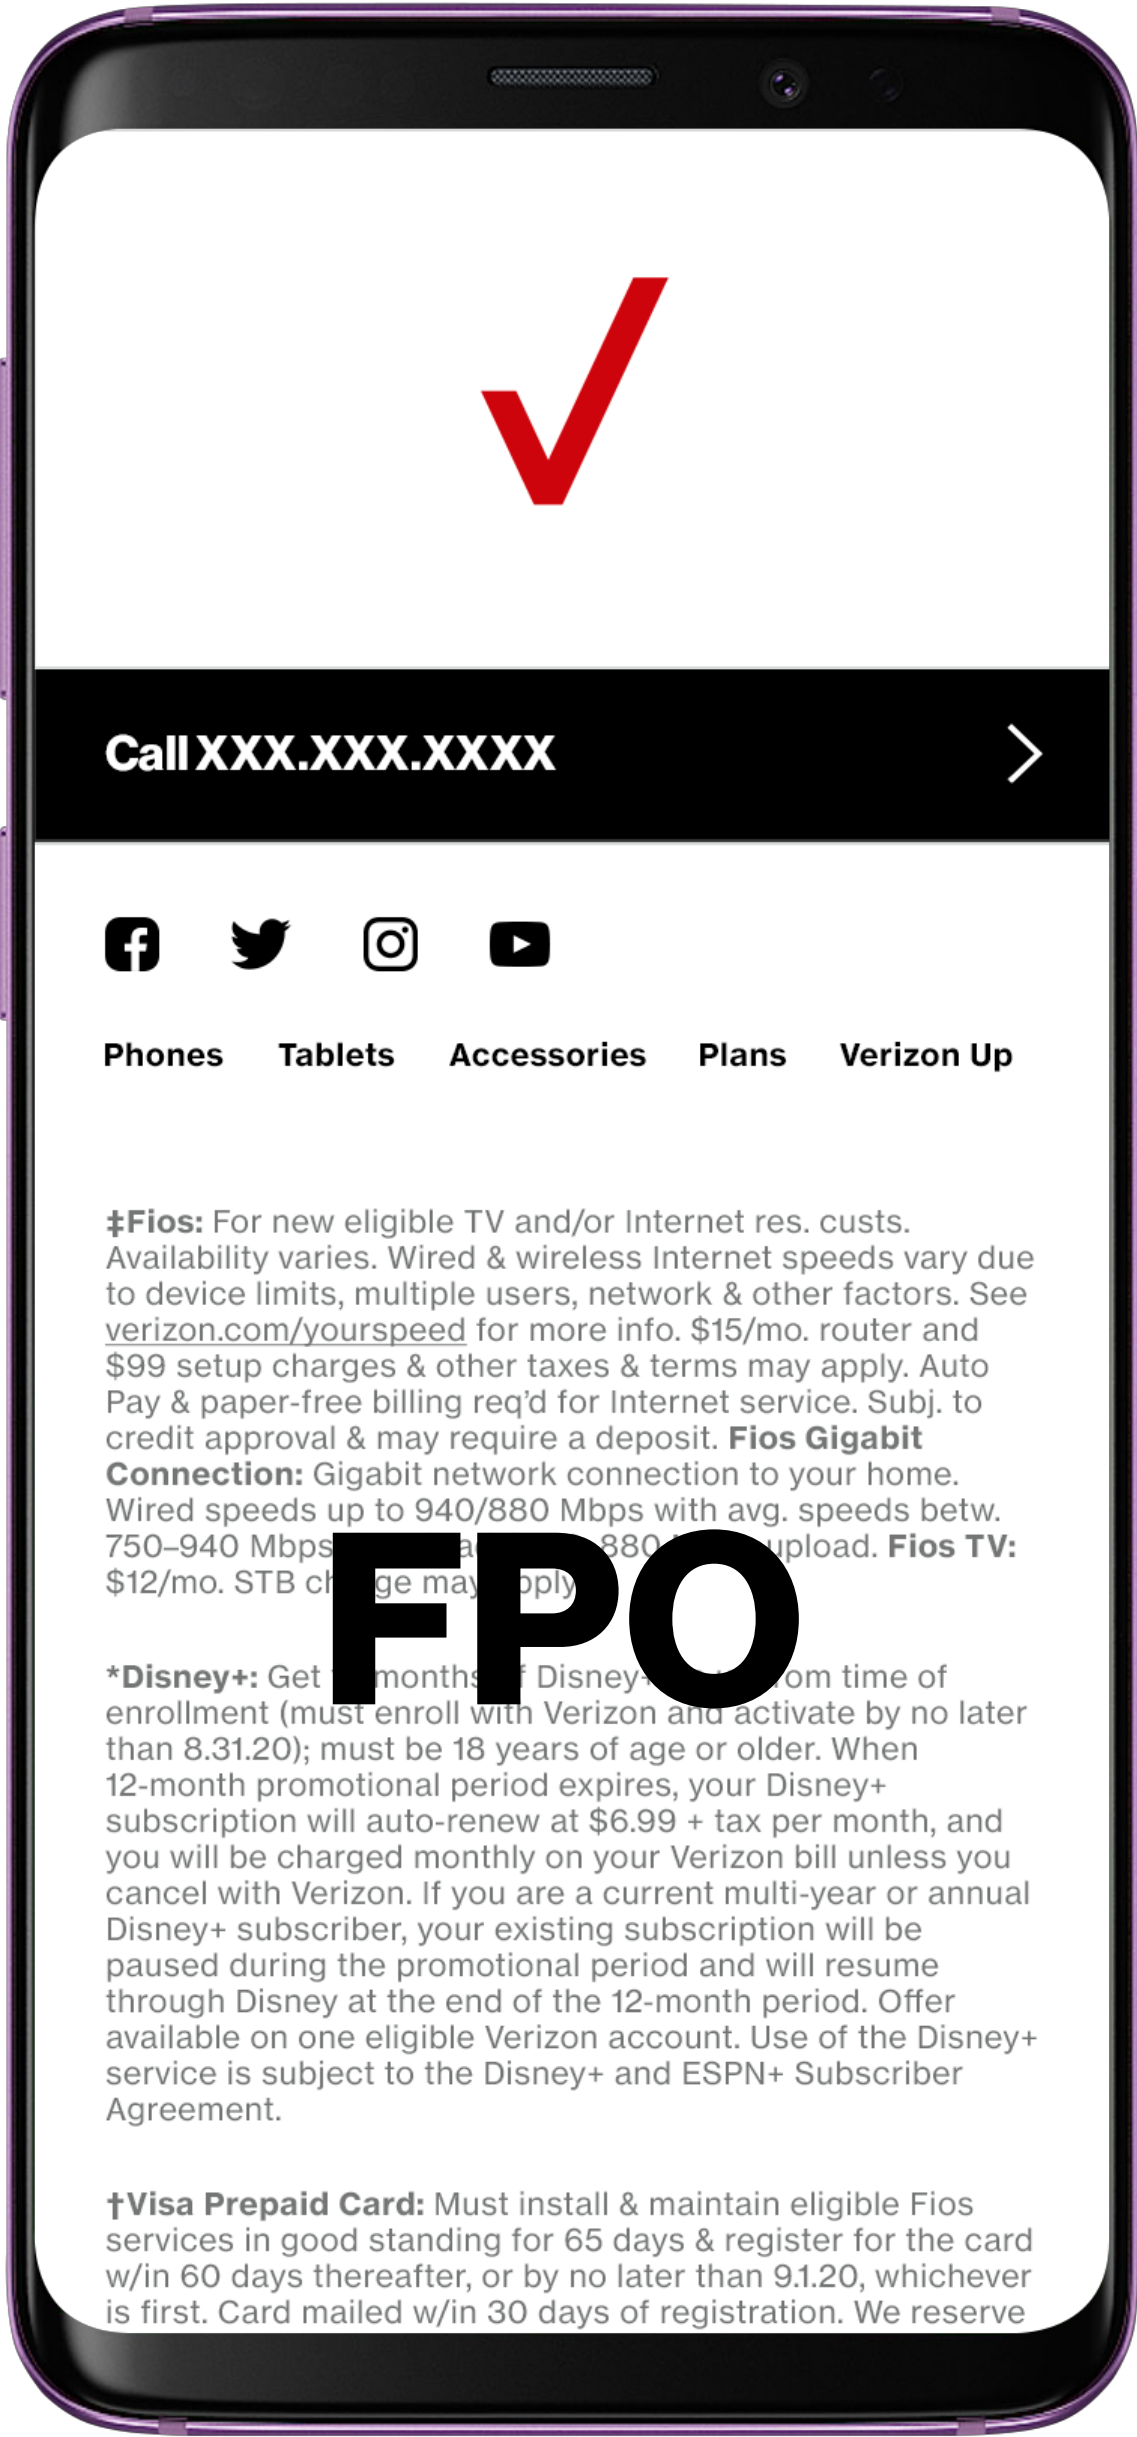 Call XXX.XXX.XXXX
Phones Tablets Accessories Plans Verizon Up
‡Fios: For new eligible TV and/or Internet res. custs.
Availability varies. Wired & wireless Internet speeds vary due
to device limits, multiple users, network & other factors. See
verizon.com/yourspeed for more info. $15/mo. router and
$99 setup charges & other taxes & terms may apply. Auto
Pay & paper-free billing req’d for Internet service. Subj. to
credit approval & may require a deposit. Fios Gigabit
Connection: Gigabit network connection to your home.
Wired speeds up to 940/880 Mbps with avg. speeds betw.
750–940 Mbps 880 upload. Fios TV:
$12/mo. STB may
FPO
*Disney+: Get months Disney+ time of
enrollment (must enroll with Verizon and activate by no later
than 8.31.20); must be 18 years of age or older. When
12-month promotional period expires, your Disney+
subscription will auto-renew at $6.99 + tax per month, and
you will be charged monthly on your Verizon bill unless you
cancel with Verizon. If you are a current multi-year or annual
Disney+ subscriber, your existing subscription will be
paused during the promotional period and will resume
through Disney at the end of the 12-month period. Offer
available on one eligible Verizon account. Use of the Disney+
service is subject to the Disney+ and ESPN+ Subscriber
Agreement.
†Visa Prepaid Card: Must install & maintain eligible Fios
services in good standing for 65 days & register for the card
w/in 60 days thereafter, or by no later than 9.1.20, whichever
is first. Card mailed w/in 30 days of registration. We reserve